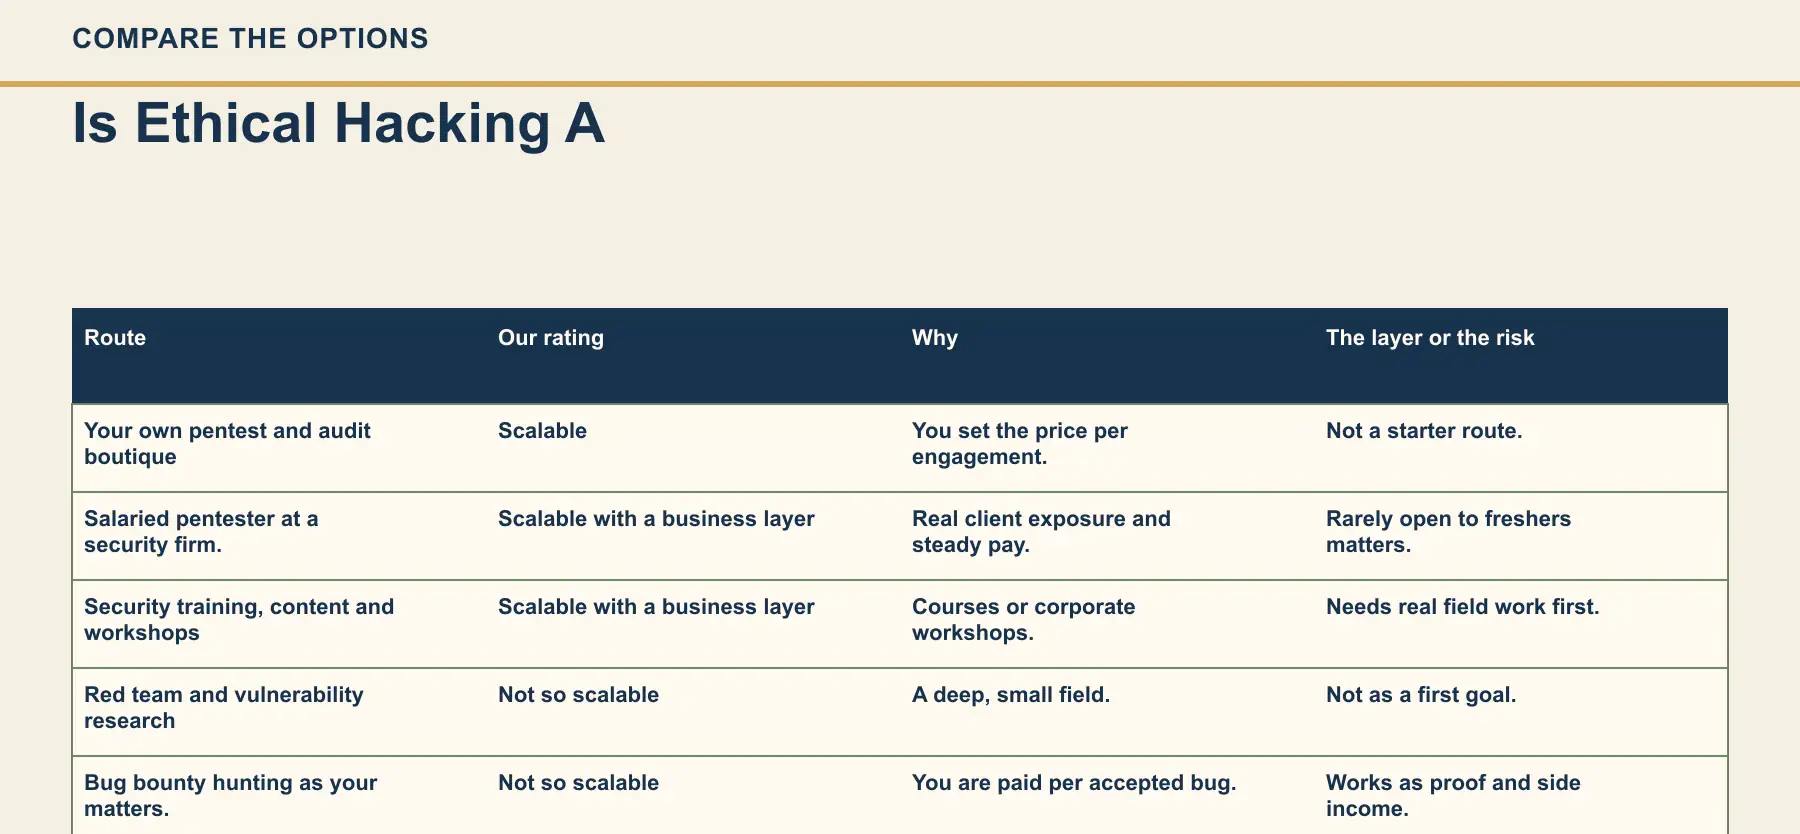 COMPARE THE OPTIONS
Is Ethical Hacking A
Route
Our rating
Why
The layer or the risk
Your own pentest and audit
boutique
Scalable
You set the price per
engagement.
Not a starter route.
Salaried pentester at a
security firm.
Scalable with a business layer
Real client exposure and
steady pay.
Rarely open to freshers
matters.
Security training, content and
workshops
Scalable with a business layer
Courses or corporate
workshops.
Needs real field work first.
Red team and vulnerability
research
Not so scalable
A deep, small field.
Not as a first goal.
Bug bounty hunting as your
matters.
Not so scalable
You are paid per accepted bug.
Works as proof and side
income.